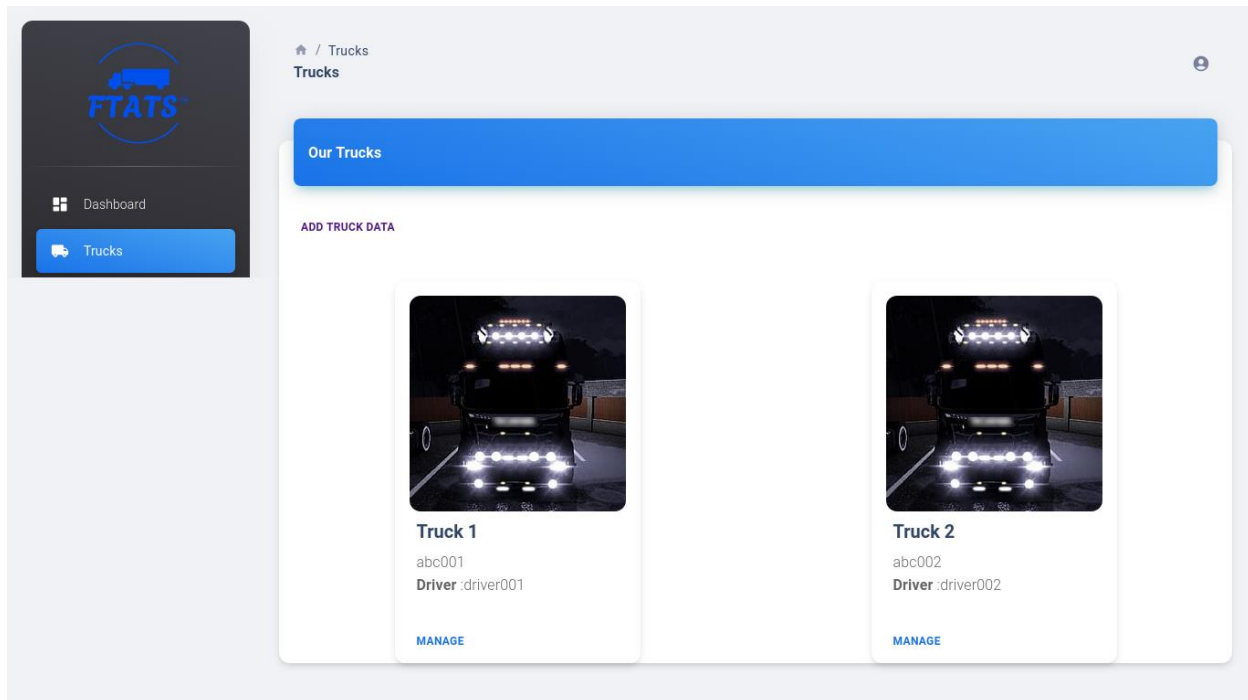 FTATS
Dashboard
Trucks
/ Trucks
Trucks
Our Trucks
ADD TRUCK DATA
Truck 1
abc001
Driver :driver001
MANAGE
Truck 2
abc002
Driver :driver002
MANAGE